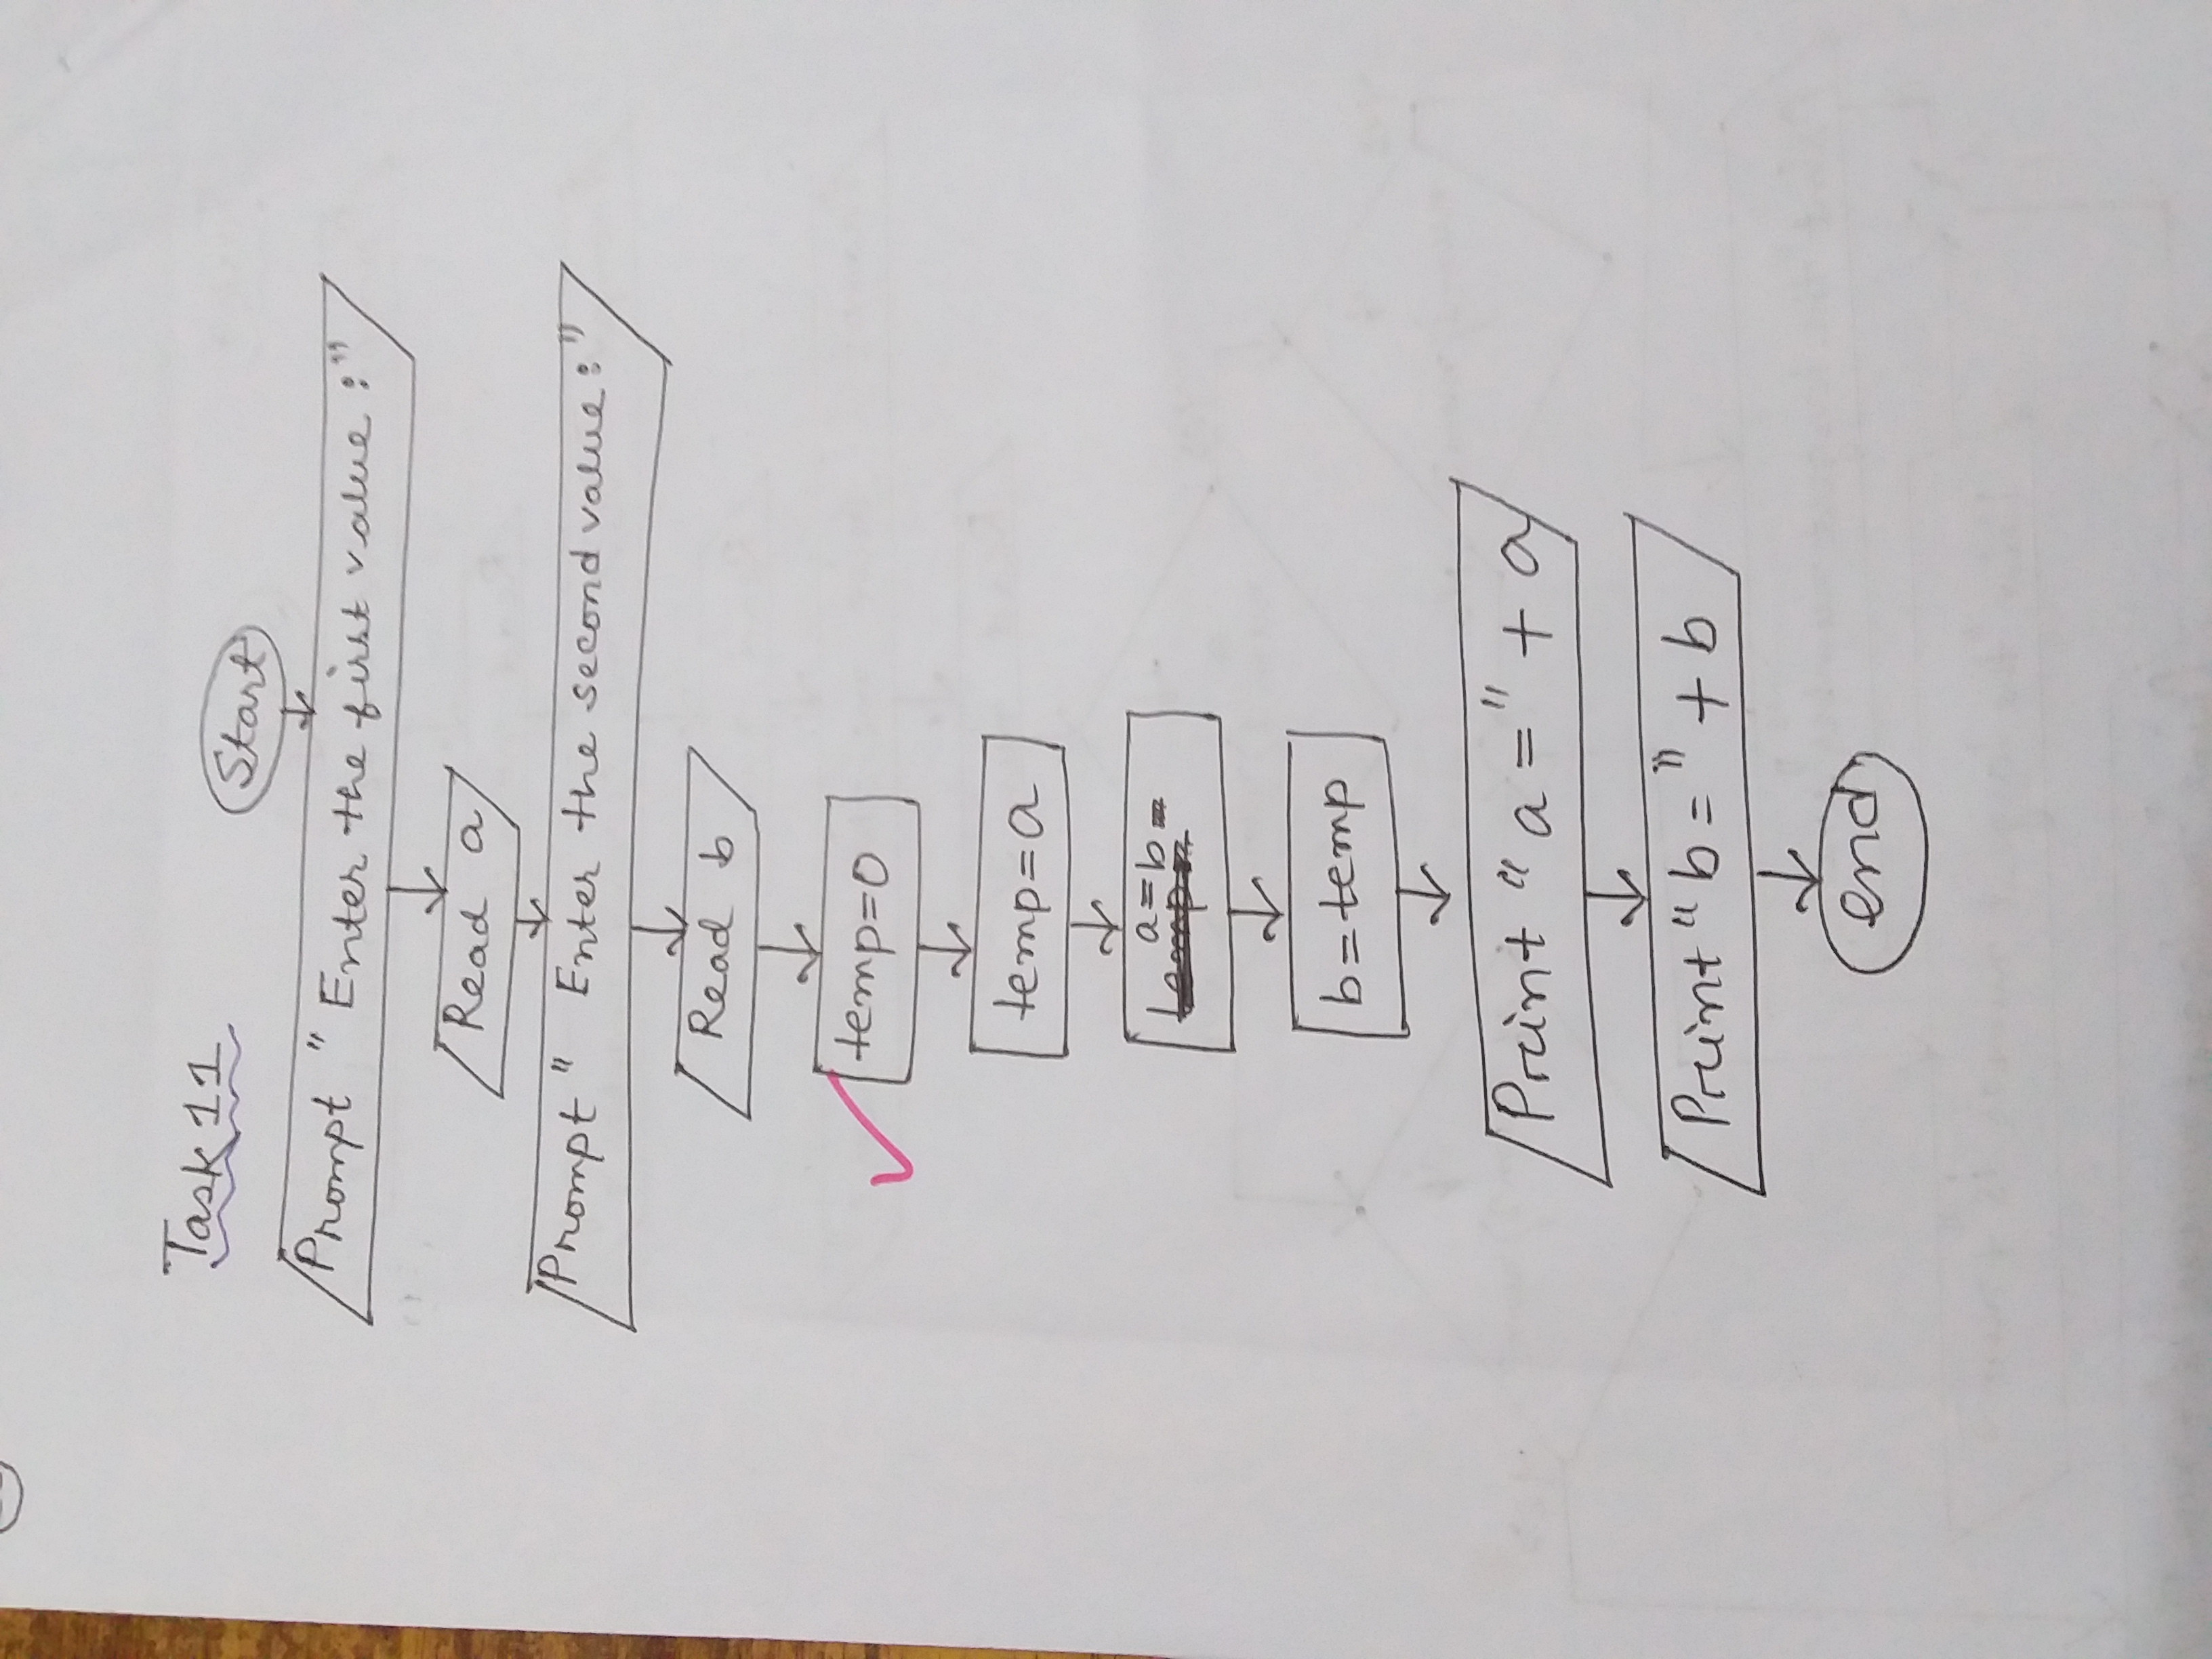 Task 11
Start
Prompt " Enter the first value :"
Read a
Prompt " Enter the second value :"
Read b
temp=0
temp=a
a=b
b=temp
Print " a = " + a
Print " b = " + b
end